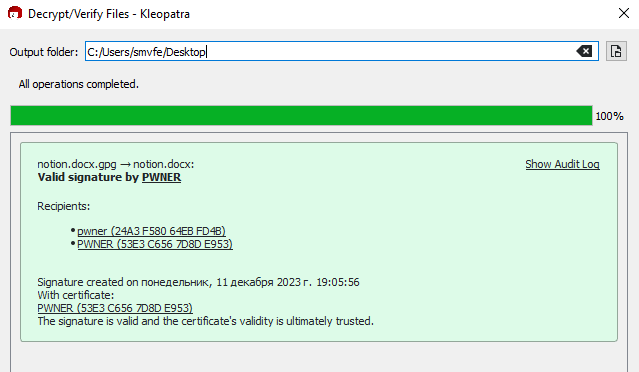 Decrypt/Verify Files - Kleopatra
Output folder: C:/Users/smvfe/Desktop
All operations completed.
100%
notion.docx.gpg → notion.docx: Show Audit Log
Valid signature by PWNER
Recipients:
• pwner (24A3 F580 64EB FD4B)
• PWNER (53E3 C656 7D8D E953)
Signature created on понедельник, 11 декабря 2023 г. 19:05:56
With certificate:
PWNER (53E3 C656 7D8D E953)
The signature is valid and the certificate's validity is ultimately trusted.